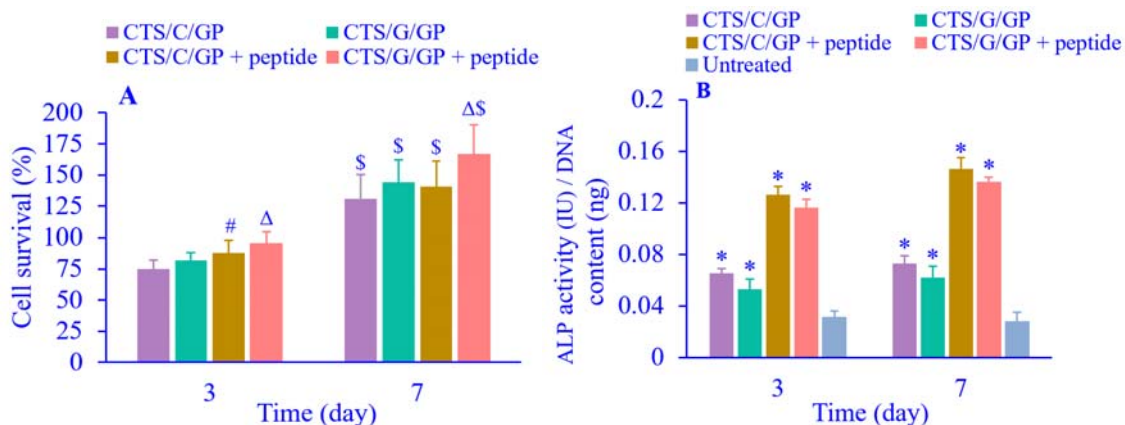 CTS/C/GP
CTS/G/GP
CTS/C/GP + peptide
CTS/G/GP + peptide
A
Cell survival (%)
200
175
150
125
100
75
50
25
0
#
Δ
$
$
$
Δ$
3
7
Time (day)
CTS/C/GP
CTS/G/GP
CTS/C/GP + peptide
CTS/G/GP + peptide
Untreated
B
ALP activity (IU) / DNA
content (ng)
0.2
0.16
0.12
0.08
0.04
0
*
*
*
*
*
*
*
*
3
7
Time (day)